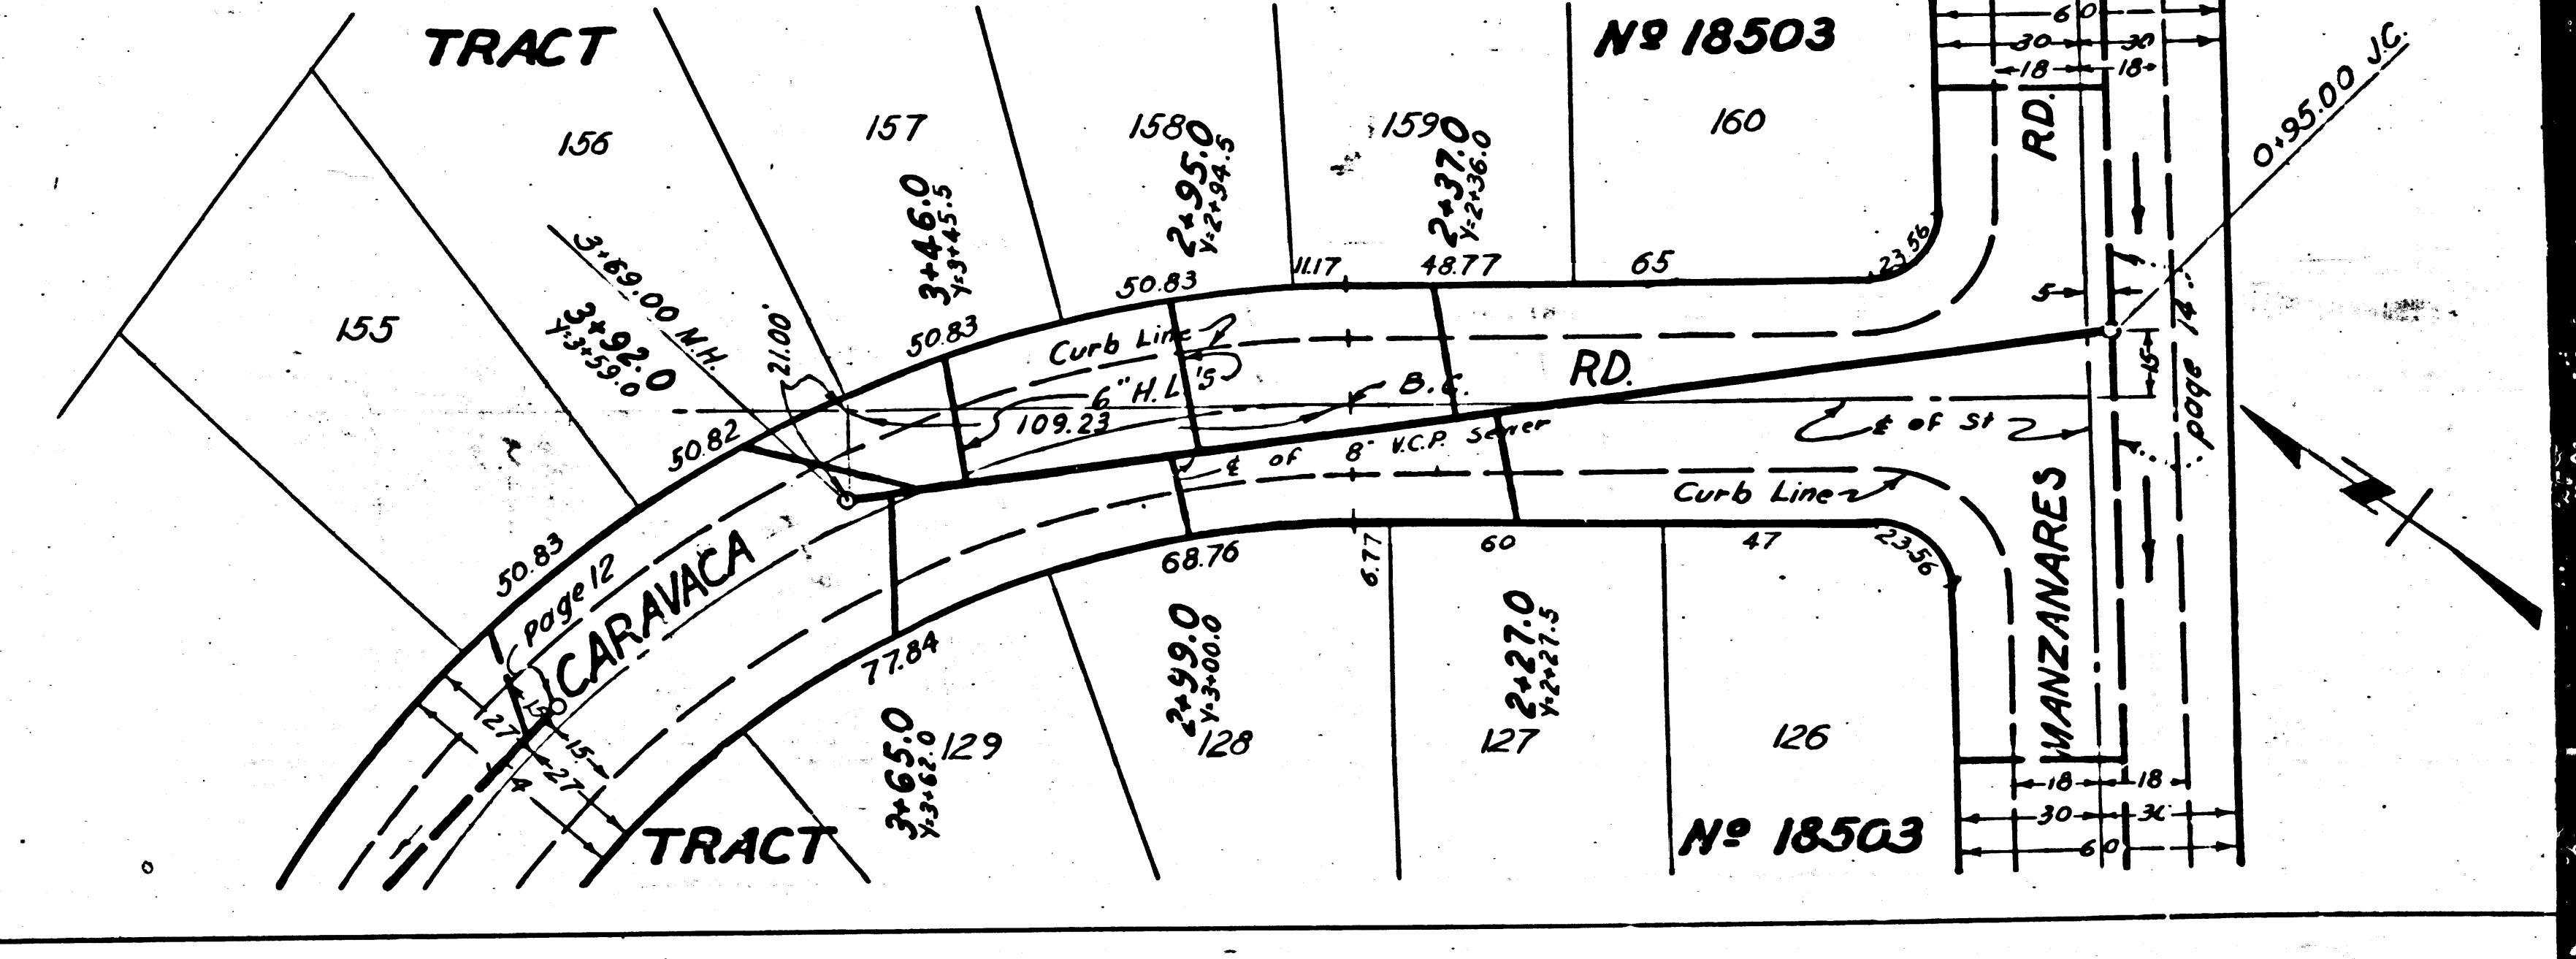 TRACT
Nº 18503
60
30 30
18 18
0+95.00 J.C.
RD.
156
157
158
159
160
155
3+69.00 M.H.
3+92.0
Y=3+59.0
21.00'
3+46.0
Y=3+45.5
2+95.0
Y=2+94.5
2+37.0
Y=2+36.0
50.83
11.17
48.77
65
23.56
50.83
50.82
50.83
Curb Line
6" H.L.'S
109.23
B.C.
RD.
5
15
page 14
℄ of St
℄ of 8" V.C.P. Sewer
Curb Line
page 12
CARAVACA
MANZANARES
77.84
68.76
6.77
60
47
23.56
27
15
15
27
3+65.0
Y=3+62.0
129
2+99.0
Y=3+00.0
128
2+27.0
Y=2+27.5
127
126
TRACT
Nº 18503
18 18
30
60